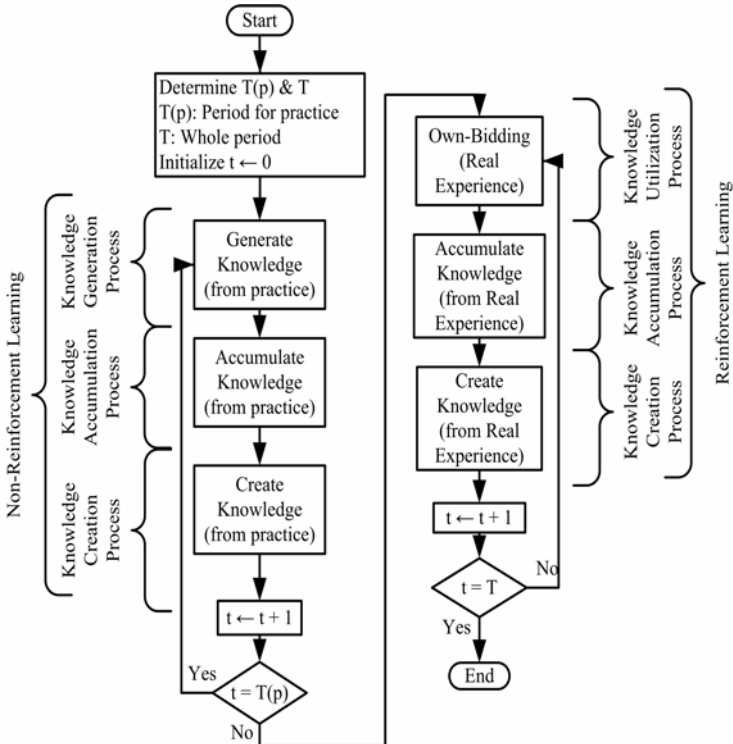 Start
Determine T(p) & T
T(p): Period for practice
T: Whole period
Initialize t ← 0
Non-Reinforcement Learning
Knowledge
Generation
Process
Generate
Knowledge
(from practice)
Knowledge
Accumulation
Process
Accumulate
Knowledge
(from practice)
Knowledge
Creation
Process
Create
Knowledge
(from practice)
t ← t + 1
Yes
t = T(p)
No
Own-Bidding
(Real
Experience)
Knowledge
Utilization
Process
Accumulate
Knowledge
(from Real
Experience)
Knowledge
Accumulation
Process
Create
Knowledge
(from Real
Experience)
Knowledge
Creation
Process
Reinforcement Learning
t ← t + 1
t = T
No
Yes
End